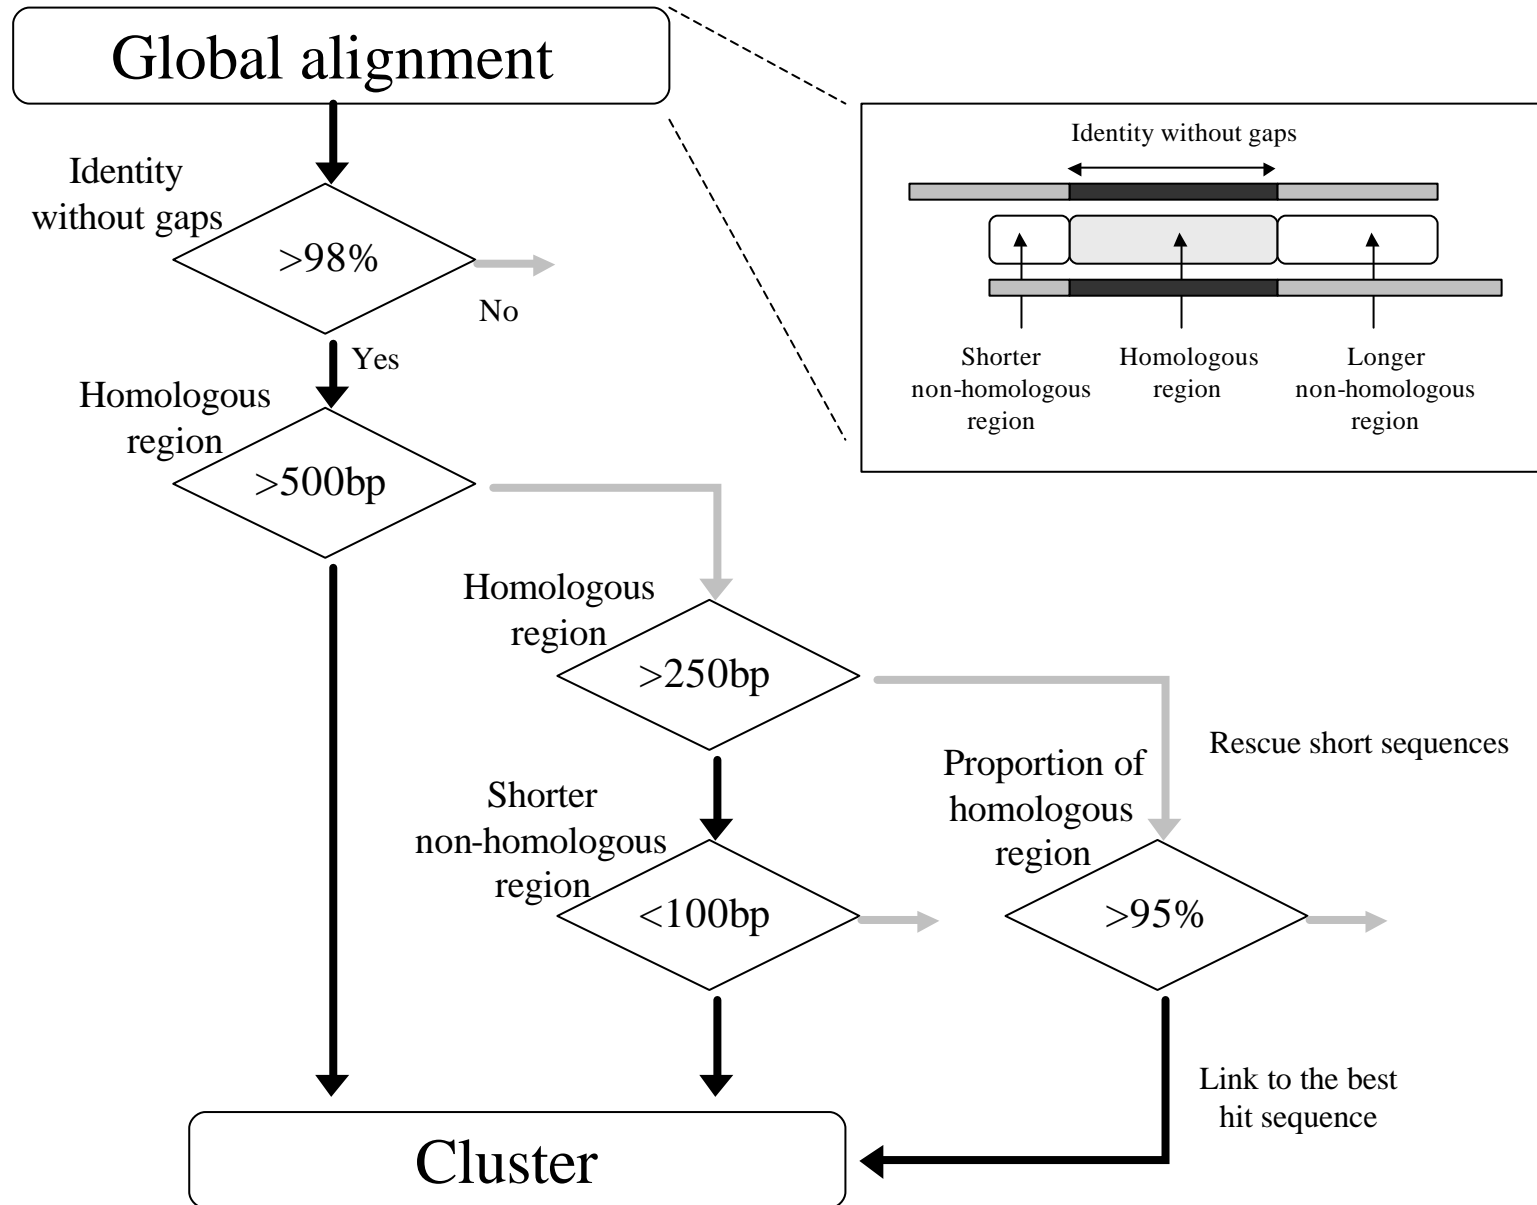 Global alignment
Identity
without gaps
>98%
No
Yes
Identity without gaps
Shorter
non-homologous
region
Homologous
region
Longer
non-homologous
region
Homologous
region
>500bp
Homologous
region
>250bp
Rescue short sequences
Shorter
non-homologous
region
<100bp
Proportion of
homologous
region
>95%
Link to the best
hit sequence
Cluster